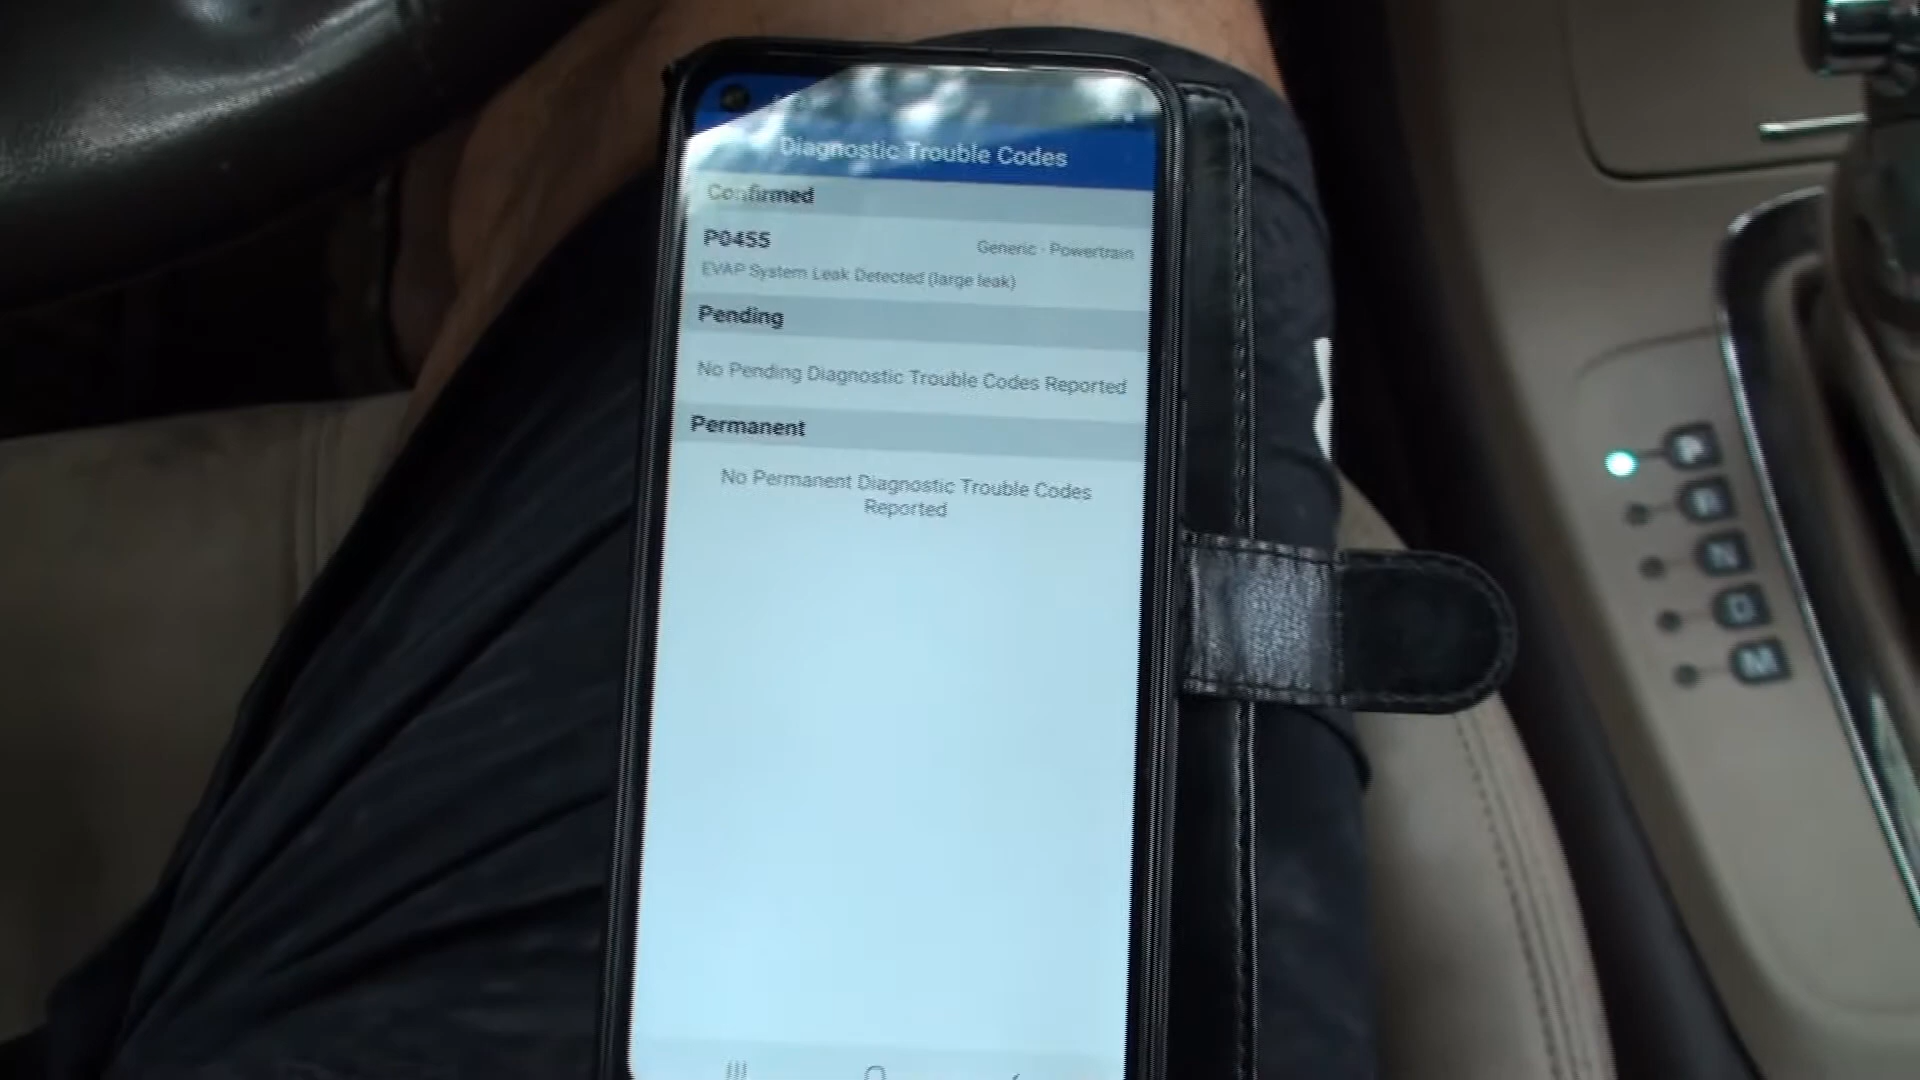 Diagnostic Trouble Codes
Confirmed
P0455
Generic - Powertrain
EVAP System Leak Detected (large leak)
Pending
No Pending Diagnostic Trouble Codes Reported
Permanent
No Permanent Diagnostic Trouble Codes
Reported
P
R
N
D
M